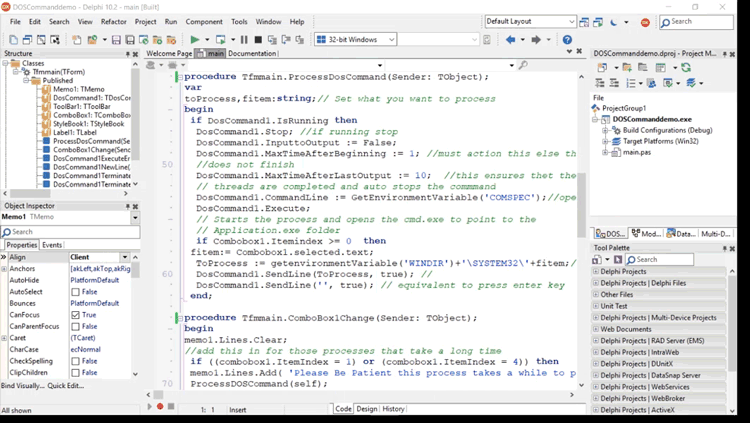 DOSCommanddemo - Delphi 10.2 - main [Built]
File Edit Search View Refactor Project Run Component Tools Window Help
Default Layout
Search
32-bit Windows
Structure
Classes
Tfmmain(TForm)
Published
Memo1: TMemo
DosCommand1: TDosCo
ToolBar1: TToolBar
ComboBox1: TComboBox
StyleBook1: TStyleBook
Label1: TLabel
ProcessDosCommand(Se
ComboBox1Change(Send
DosCommand1ExecuteEr
DosCommand1NewLine(
DosCommand1Terminate
DosCommand1Terminate
Object Inspector
Memo1 TMemo
Search
Properties Events
Align Client
Anchors [akLeft,akTop,akRig
AutoHide PlatformDefault
AutoSelect False
Bounces PlatformDefault
CanFocus True
CanParentFocus False
Caret (TCaret)
CharCase ecNormal
CheckSpelling False
ClipChildren False
Bind Visually... Quick Edit...
All shown
Welcome Page main Documentation
procedure Tfmmain.ProcessDosCommand(Sender: TObject);
var
toProcess,fitem:string;// Set what you want to process
begin
if DosCommand1.IsRunning then
DosCommand1.Stop; //if running stop
DosCommand1.InputtoOutput := False;
DosCommand1.MaxTimeAfterBeginning := 1; //must action this else th
50 //does not finish
DosCommand1.MaxTimeAfterLastOutput := 10; //this ensures thet the
// threads are completed and auto stops the commmand
DosCommand1.CommandLine := GetEnvironmentVariable('COMSPEC');//ope
DosCommand1.Execute;
// Starts the process and opens the cmd.exe to point to the
// Application.exe folder
if Combobox1.Itemindex >= 0 then
fitem:= Combobox1.selected.text;
ToProcess := getenvironmentVariable('WINDIR')+'\SYSTEM32\'+fitem;/
60 DosCommand1.SendLine(ToProcess, true); //
DosCommand1.SendLine('', true); // equivalent to press enter key
end;
procedure Tfmmain.ComboBox1Change(Sender: TObject);
begin
memo1.Lines.Clear;
//add this in for those processes that take a long time
if ((combobox1.ItemIndex = 1) or (combobox1.ItemIndex = 4)) then
memo1.Lines.Add( 'Please Be Patient this process takes a while to p
70 ProcessDOSCommand(self);
1: 1 Insert Code Design History
DOSCommanddemo.dproj - Projec...
File
ProjectGroup1
DOSCommanddemo.exe
Build Configurations (Debug)
Target Platforms (Win32)
main.pas
DOS... Mod... Data... Multi-D...
Tool Palette
Search
Delphi Projects
Delphi Projects | Delphi Files
Other Files
Unit Test
Web Documents
Delphi Projects | Multi-Device Projects
Delphi Projects | RAD Server (EMS)
Delphi Projects | IntraWeb
Delphi Projects | DUnitX
Delphi Projects | DataSnap Server
Delphi Projects | WebServices
Delphi Projects | WebBroker
Delphi Projects | ActiveX